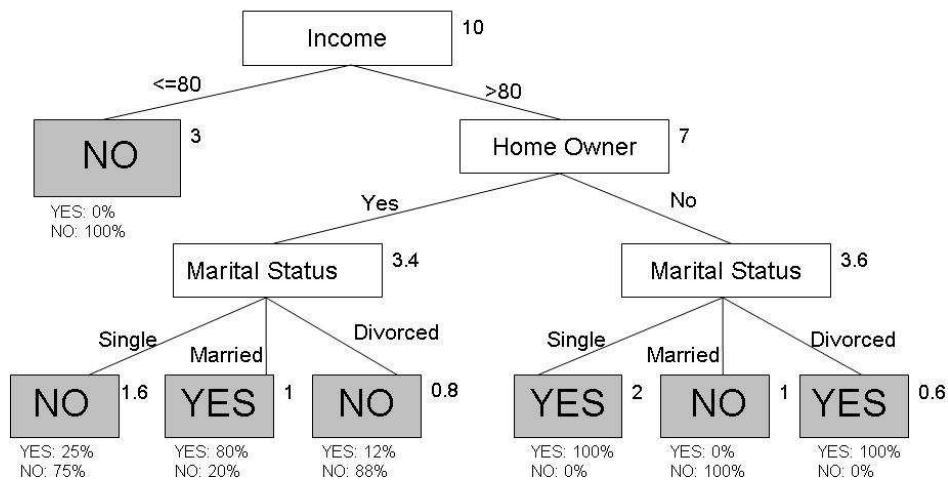 Income
10
<=80
>80
NO
3
Home Owner
7
YES: 0%
NO: 100%
Yes
No
Marital Status
3.4
Marital Status
3.6
Single
Married
Divorced
Single
Married
Divorced
NO
1.6
YES
1
NO
0.8
YES
2
NO
1
YES
0.6
YES: 25%
NO: 75%
YES: 80%
NO: 20%
YES: 12%
NO: 88%
YES: 100%
NO: 0%
YES: 0%
NO: 100%
YES: 100%
NO: 0%